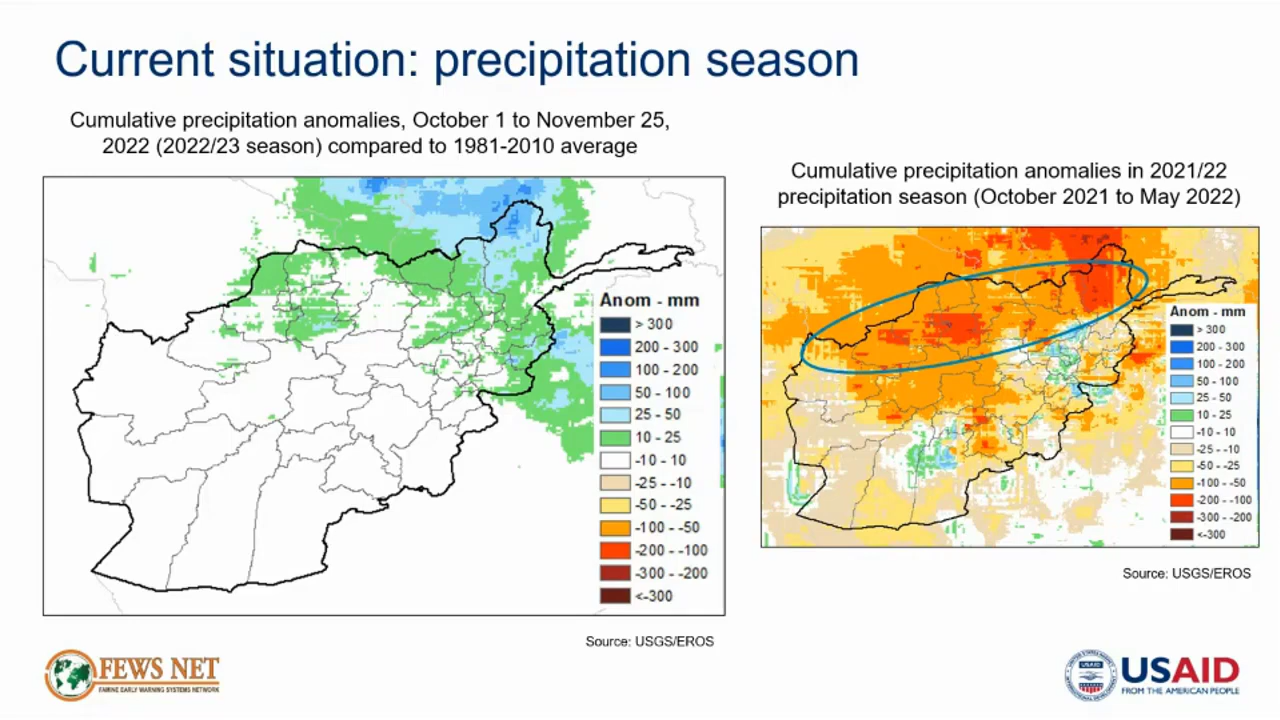 Current situation: precipitation season
Cumulative precipitation anomalies, October 1 to November 25,
2022 (2022/23 season) compared to 1981-2010 average
Cumulative precipitation anomalies in 2021/22
precipitation season (October 2021 to May 2022)
Anom - mm
> 300
200 - 300
100 - 200
50 - 100
25 - 50
10 - 25
-10 - 10
-25 - -10
-50 - -25
-100 - -50
-200 - -100
-300 - -200
<-300
Source: USGS/EROS
Anom - mm
> 300
200 - 300
100 - 200
50 - 100
25 - 50
10 - 25
-10 - 10
-25 - -10
-50 - -25
-100 - -50
-200 - -100
-300 - -200
<-300
Source: USGS/EROS
FEWS NET
FAMINE EARLY WARNING SYSTEMS NETWORK
USAID
USAID
FROM THE AMERICAN PEOPLE